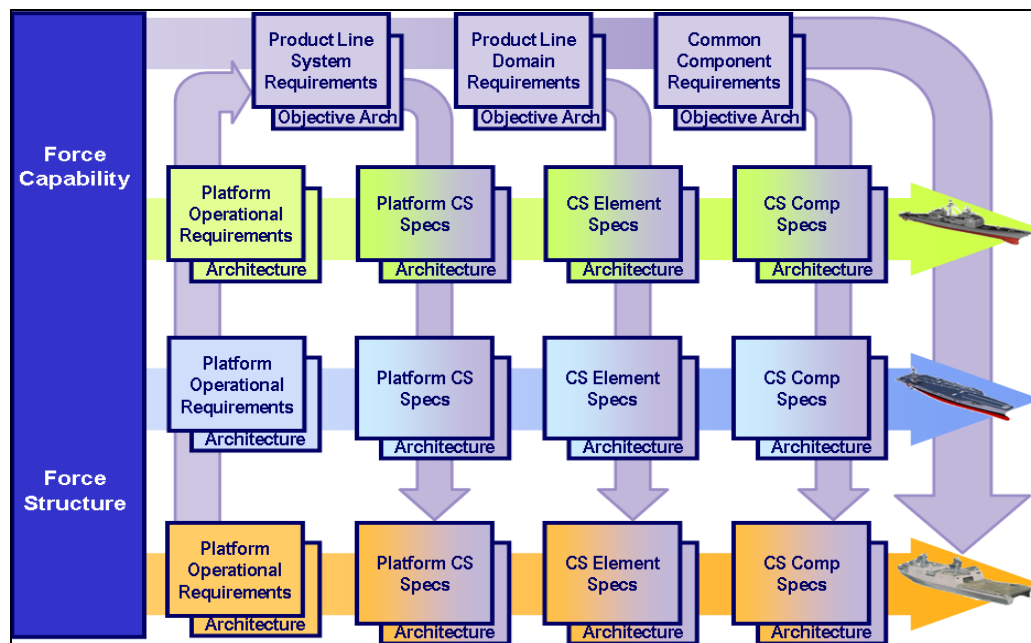 Product Line
System
Requirements
Objective Arch
Product Line
Domain
Requirements
Objective Arch
Common
Component
Requirements
Objective Arch
Force
Capability
Platform
Operational
Requirements
Architecture
Platform CS
Specs
Architecture
CS Element
Specs
Architecture
CS Comp
Specs
Architecture
Platform
Operational
Requirements
Architecture
Platform CS
Specs
Architecture
CS Element
Specs
Architecture
CS Comp
Specs
Architecture
Force
Structure
Platform
Operational
Requirements
Architecture
Platform CS
Specs
Architecture
CS Element
Specs
Architecture
CS Comp
Specs
Architecture